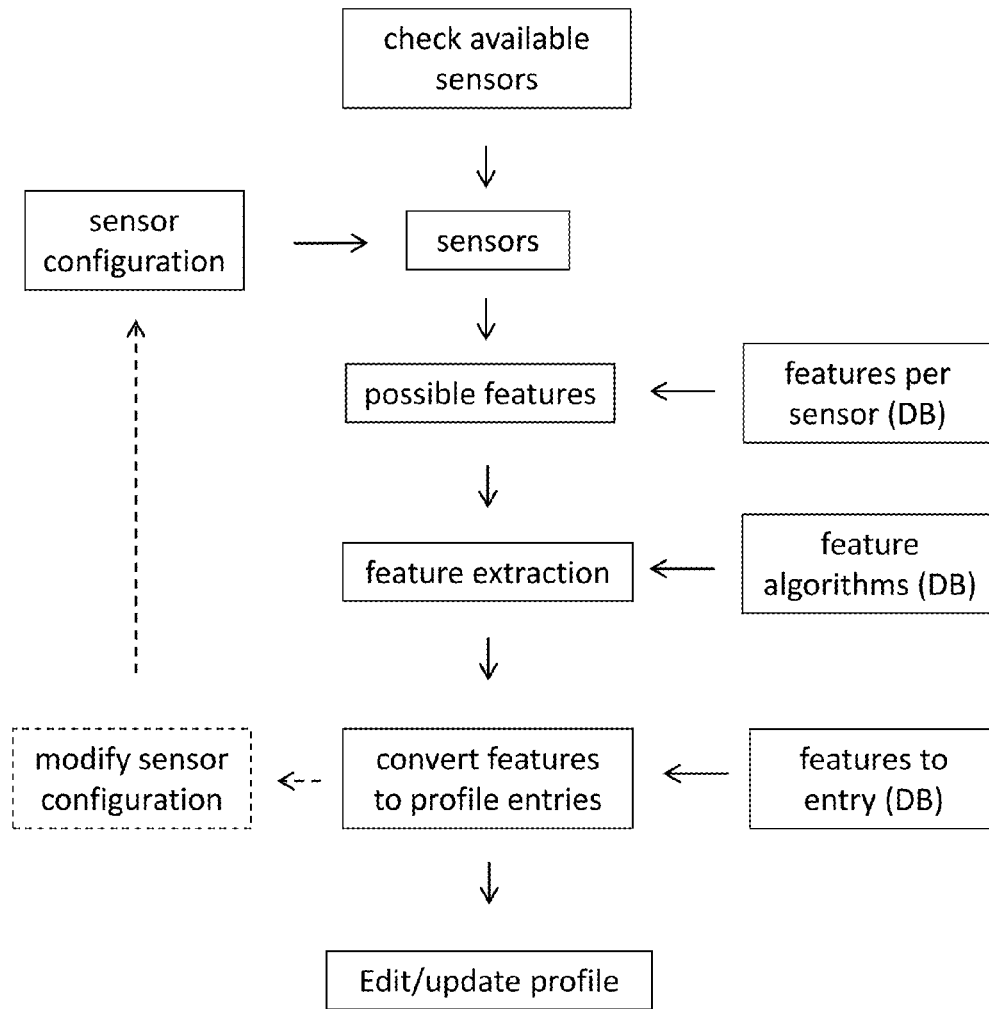 check available
sensors
sensor
configuration
sensors
possible features
features per
sensor (DB)
feature extraction
feature
algorithms (DB)
modify sensor
configuration
convert features
to profile entries
features to
entry (DB)
Edit/update profile